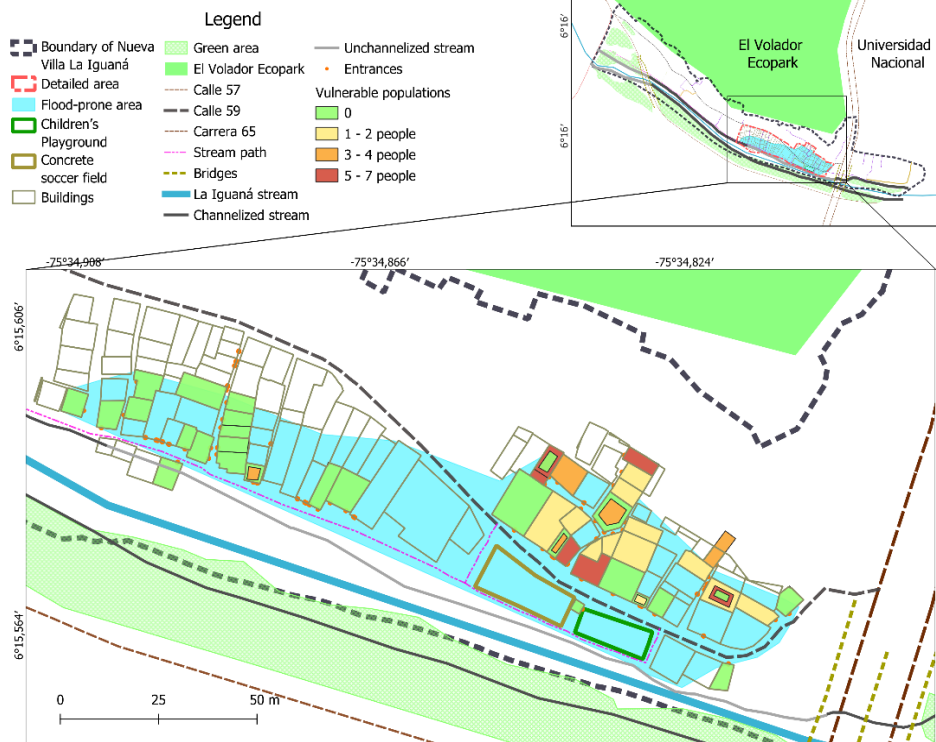 Legend
Boundary of Nueva
Villa La Iguaná
Detailed area
Flood-prone area
Children's
Playground
Concrete
soccer field
Buildings
Green area
El Volador Ecopark
Calle 57
Calle 59
Carrera 65
Stream path
Bridges
La Iguaná stream
Channelized stream
Unchannelized stream
Entrances
Vulnerable populations
0
1 - 2 people
3 - 4 people
5 - 7 people
6°16'
6°16'
El Volador
Ecopark
Universidad
Nacional
-75°34,908'
-75°34,866'
-75°34,824'
6°15,606'
6°15,564'
0
25
50 m